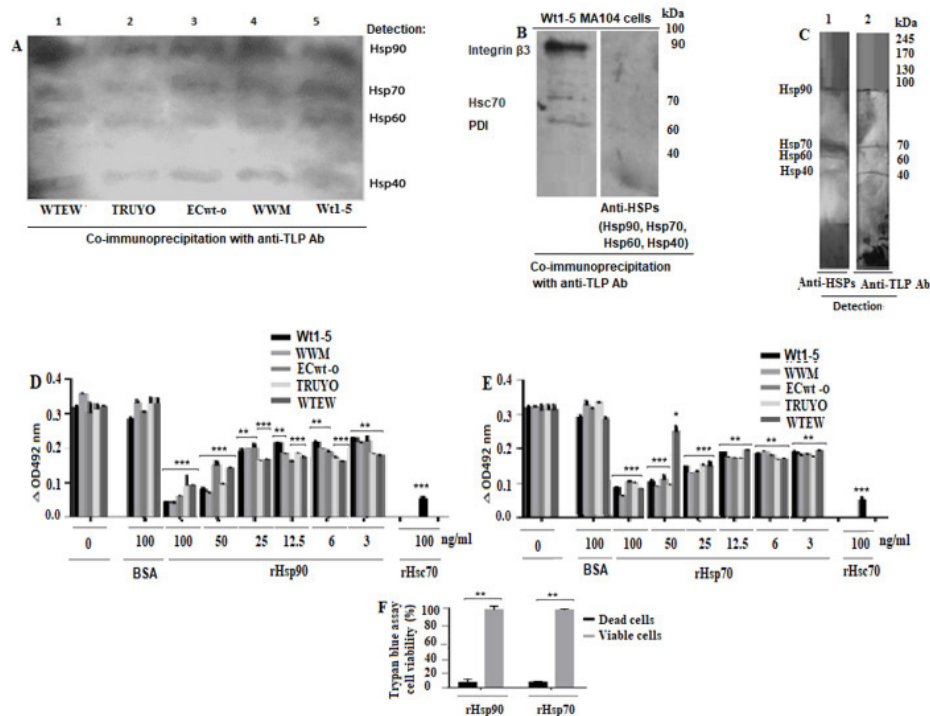 A
1 2 3 4 5
Detection:
Hsp90
Hsp70
Hsp60
Hsp40
WTEW TRUYO ECwt-o WWM Wt1-5
Co-immunoprecipitation with anti-TLP Ab
B
Wt1-5 MA104 cells
kDa
Integrin β3
Hsc70
PDI
100
90
70
60
40
Anti-HSPs
(Hsp90, Hsp70,
Hsp60, Hsp40)
Co-immunoprecipitation
with anti-TLP Ab
C
1 2
kDa
245
170
130
100
70
60
40
Hsp90
Hsp70
Hsp60
Hsp40
Anti-HSPs Anti-TLP Ab
Detection
D
Wt1-5
WWM
ECwt-o
TRUYO
WTEW
Δ OD492 nm
0.4
0.3
0.2
0.1
0.0
*** *** ** *** ** *** ** *** ** ***
0 100 100 50 25 12.5 6 3 100 ng/ml
BSA rHsp90 rHsc70
E
Wt1-5
WWM
ECwt -o
TRUYO
WTEW
Δ OD492 nm
0.4
0.3
0.2
0.1
0.0
*** *** * *** ** ** ** ***
0 100 100 50 25 12.5 6 3 100 ng/ml
BSA rHsp70 rHsc70
F
Trypan blue assay
cell viability (%)
100
80
60
40
20
0
** **
Dead cells
Viable cells
rHsp90 rHsp70